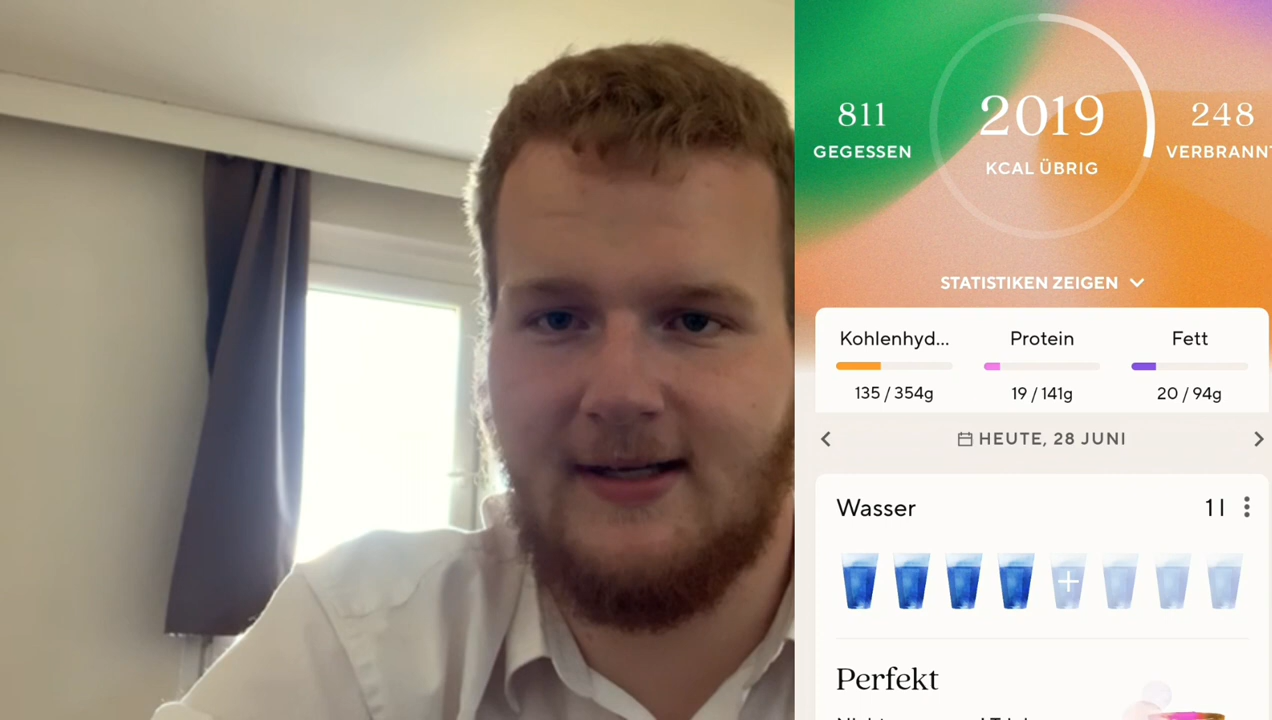 811
GEGESSEN
2019
KCAL ÜBRIG
248
VERBRANNT
STATISTIKEN ZEIGEN
Kohlenhyd...
Protein
Fett
135 / 354g
19 / 141g
20 / 94g
HEUTE, 28 JUNI
Wasser
1 l
Perfekt